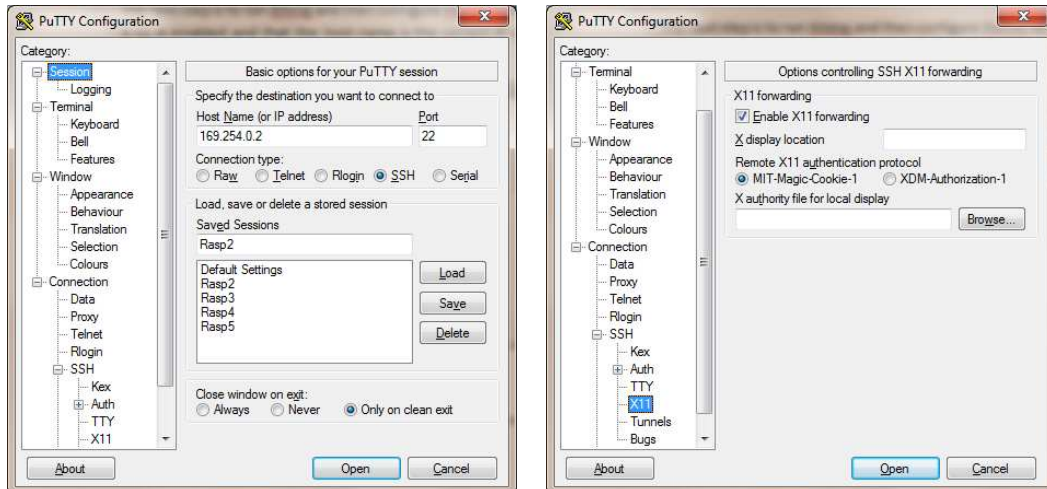 PuTTY Configuration
Category:
Session
Logging
Terminal
Keyboard
Bell
Features
Window
Appearance
Behaviour
Translation
Selection
Colours
Connection
Data
Proxy
Telnet
Rlogin
SSH
Kex
Auth
TTY
X11
Basic options for your PuTTY session
Specify the destination you want to connect to
Host Name (or IP address) Port
169.254.0.2 22
Connection type:
Raw Telnet Rlogin SSH Serial
Load, save or delete a stored session
Saved Sessions
Rasp2
Default Settings
Rasp2
Rasp3
Rasp4
Rasp5
Load
Save
Delete
Close window on exit:
Always Never Only on clean exit
About Open Cancel
PuTTY Configuration
Category:
Terminal
Keyboard
Bell
Features
Window
Appearance
Behaviour
Translation
Selection
Colours
Connection
Data
Proxy
Telnet
Rlogin
SSH
Kex
Auth
TTY
X11
Tunnels
Bugs
Options controlling SSH X11 forwarding
X11 forwarding
Enable X11 forwarding
X display location
Remote X11 authentication protocol
MIT-Magic-Cookie-1 XDM-Authorization-1
X authority file for local display
Browse...
About Open Cancel